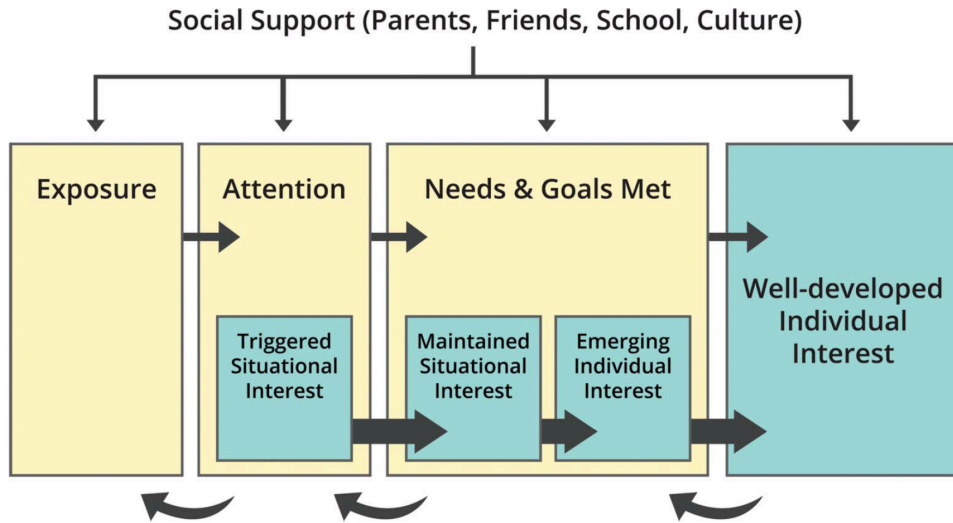 Social Support (Parents, Friends, School, Culture)
Exposure
Attention
Needs & Goals Met
Triggered
Situational
Interest
Maintained
Situational
Interest
Emerging
Individual
Interest
Well-developed
Individual
Interest